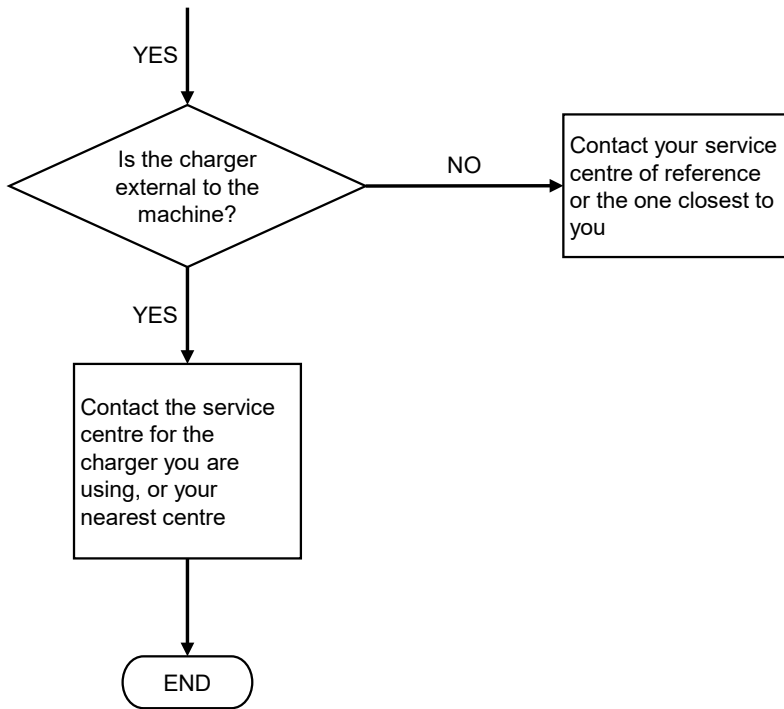 YES
Is the charger
external to the
machine?
NO
Contact your service
centre of reference
or the one closest to
you
YES
Contact the service
centre for the
charger you are
using, or your
nearest centre
END